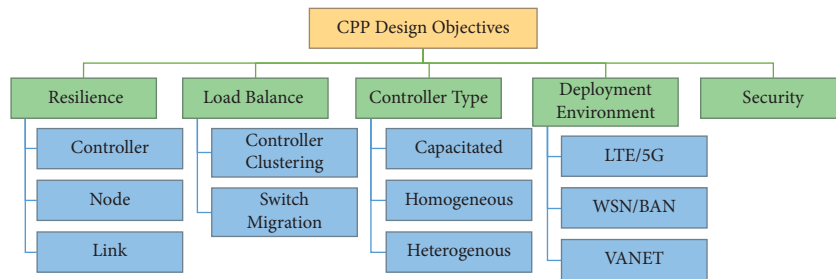 CPP Design Objectives
Resilience
Controller
Node
Link
Load Balance
Controller
Clustering
Switch
Migration
Controller Type
Capacitated
Homogeneous
Heterogenous
Deployment
Environment
LTE/5G
WSN/BAN
VANET
Security